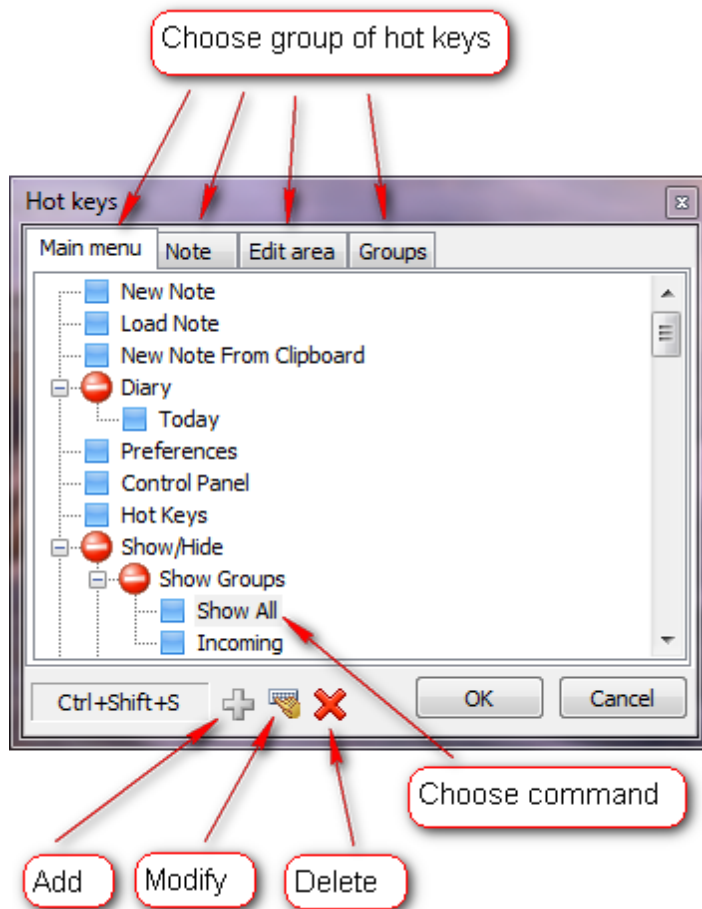 Choose group of hot keys
Hot keys
Main menu Note Edit area Groups
New Note
Load Note
New Note From Clipboard
Diary
Today
Preferences
Control Panel
Hot Keys
Show/Hide
Show Groups
Show All
Incoming
Ctrl+Shift+S OK Cancel
Choose command
Add Modify Delete